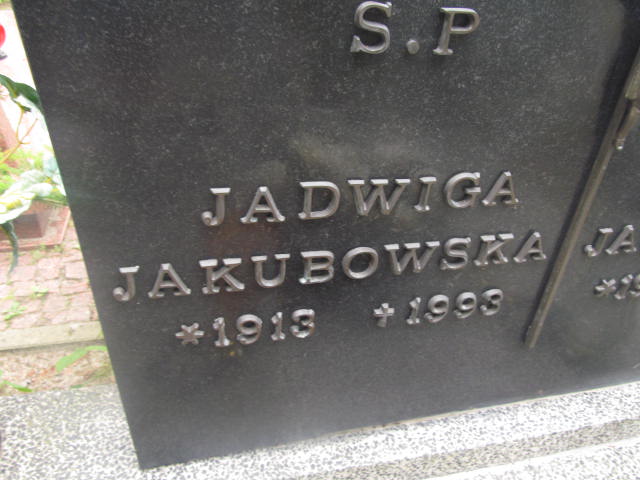 S.P
JADWIGA
JAKUBOWSKA
*1913 †1993